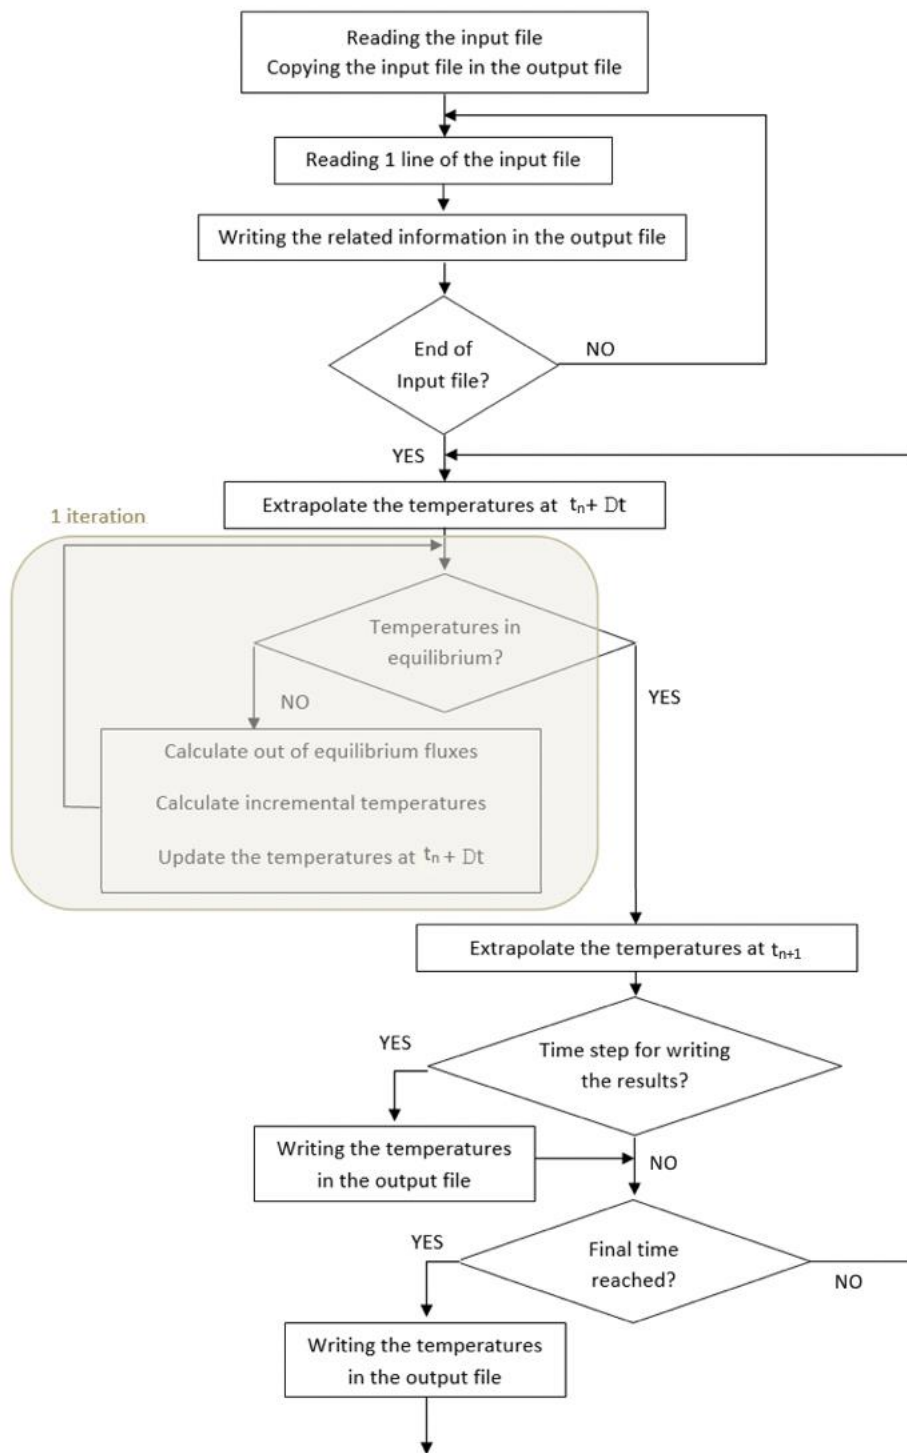 Reading the input file
Copying the input file in the output file
Reading 1 line of the input file
Writing the related information in the output file
End of
Input file?
NO
YES
Extrapolate the temperatures at tₙ+ Dt
1 iteration
Temperatures in
equilibrium?
NO
YES
Calculate out of equilibrium fluxes
Calculate incremental temperatures
Update the temperatures at tₙ + Dt
Extrapolate the temperatures at tₙ₊₁
YES
Time step for writing
the results?
Writing the temperatures
in the output file
NO
YES
Final time
reached?
NO
Writing the temperatures
in the output file